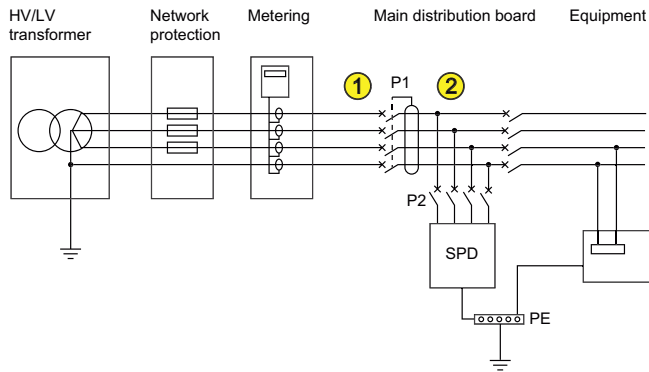 HV/LV
transformer
Network
protection
Metering
Main distribution board
Equipment
1
P1
2
P2
SPD
PE